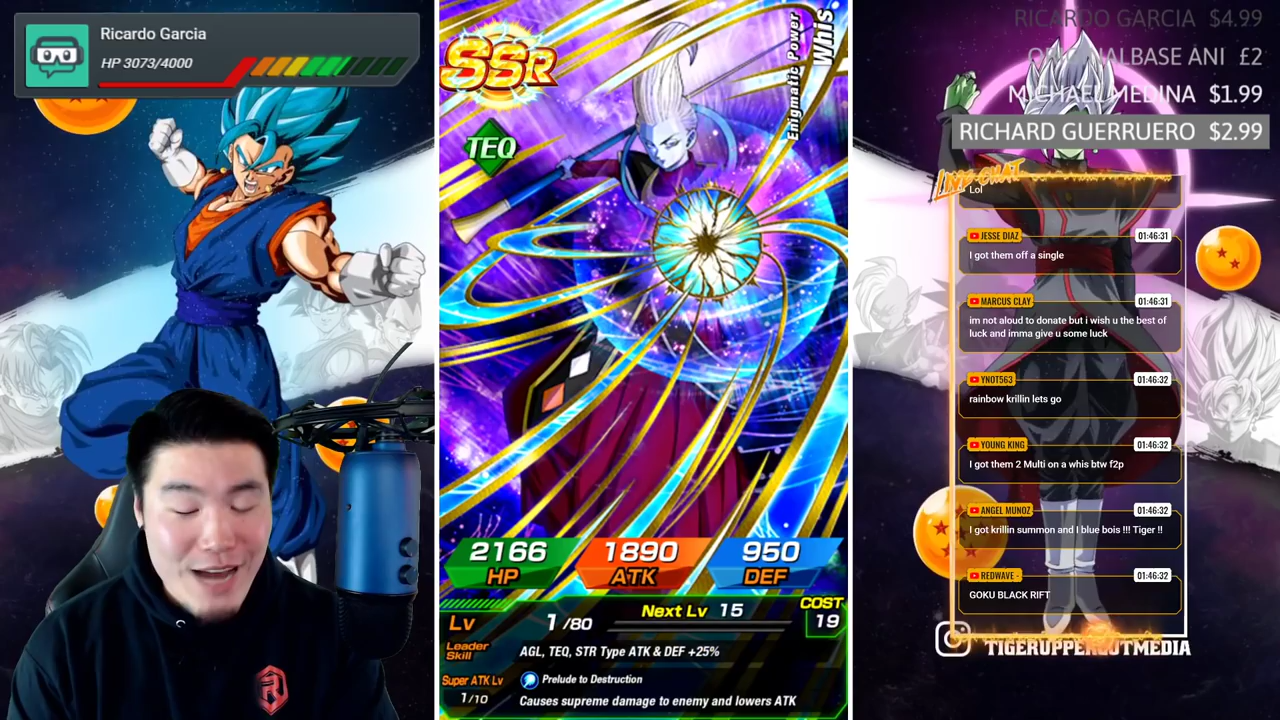 Ricardo Garcia
HP 3073/4000
SSR
TEQ
Enigmatic Power
Whis
2166
HP
1890
ATK
950
DEF
Lv
1/80
Next Lv 15
COST
19
Leader
Skill
AGL, TEQ, STR Type ATK & DEF +25%
Super ATK Lv
1/10
Prelude to Destruction
Causes supreme damage to enemy and lowers ATK
RICARDO GARCIA $4.99
ANI £2
MICHAEL MEDINA $1.99
RICHARD GUERRUERO $2.99
LIVE CHAT
Lol
JESSE DIAZ 01:46:31
I got them off a single
MARCUS CLAY 01:46:31
im not aloud to donate but i wish u the best of
luck and imma give u some luck
YNOT563 01:46:32
rainbow krillin lets go
YOUNG KING 01:46:32
I got them 2 Multi on a whis btw f2p
ANGEL MUNOZ 01:46:32
I got krillin summon and I blue bois !!! Tiger !!
REDWAVE - 01:46:32
GOKU BLACK RIFT
TIGERUPPERCUTMEDIA